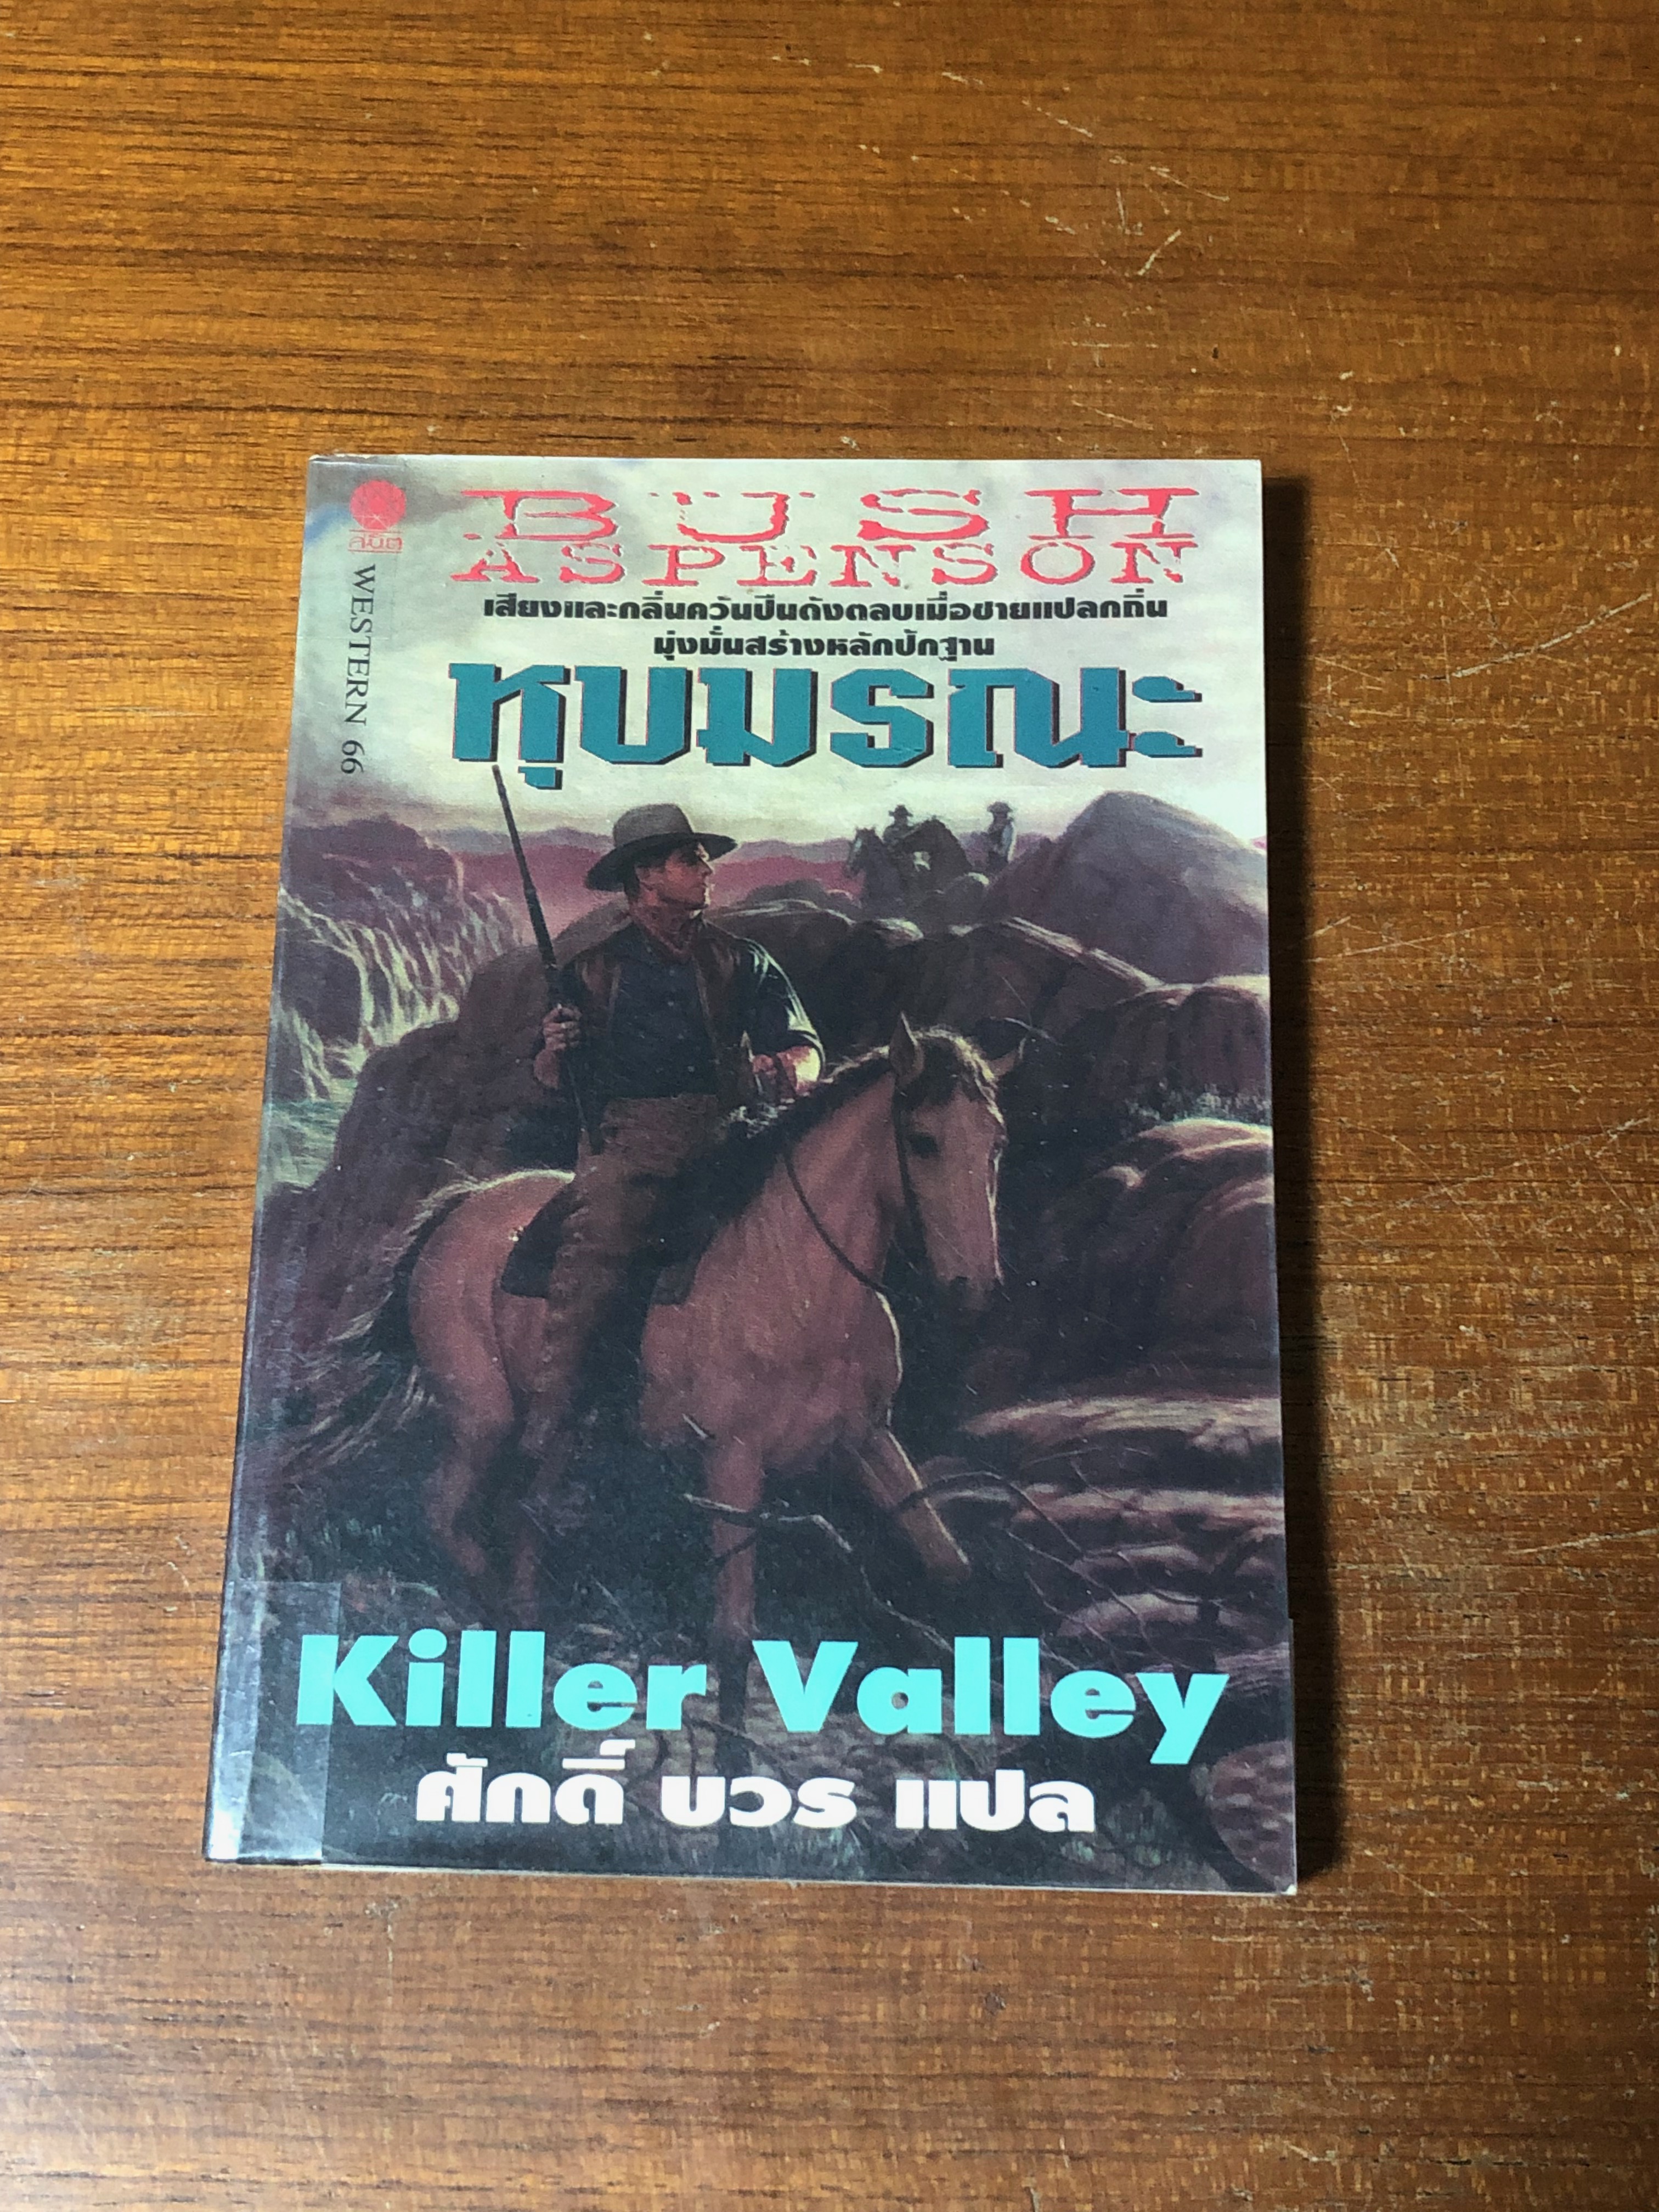 BUSH
ASPENSON
เสียงและกลิ่นควันปืนดังตลบเมื่อชายแปลกถิ่น
มุ่งมั่นสร้างหลักปักฐาน
หุบมรณะ
WESTERN 66
Killer Valley
ศักดิ์ บวร แปล